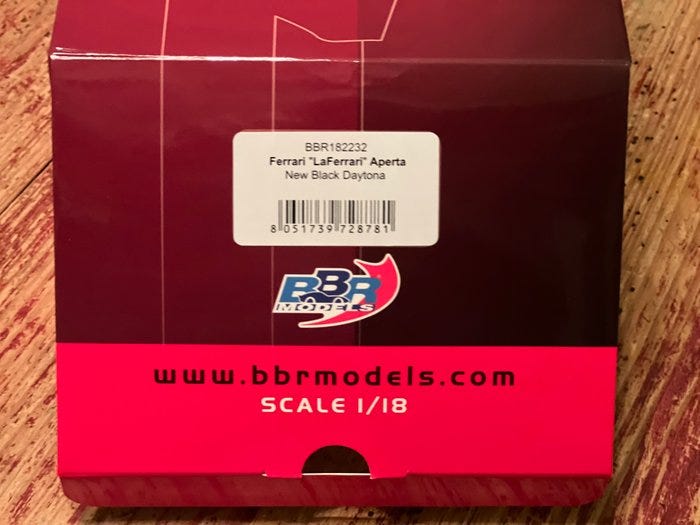 BBR182232
Ferrari "LaFerrari" Aperta
New Black Daytona
8 051739 728781
BBR
MODELS
www.bbrmodels.com
SCALE 1/18